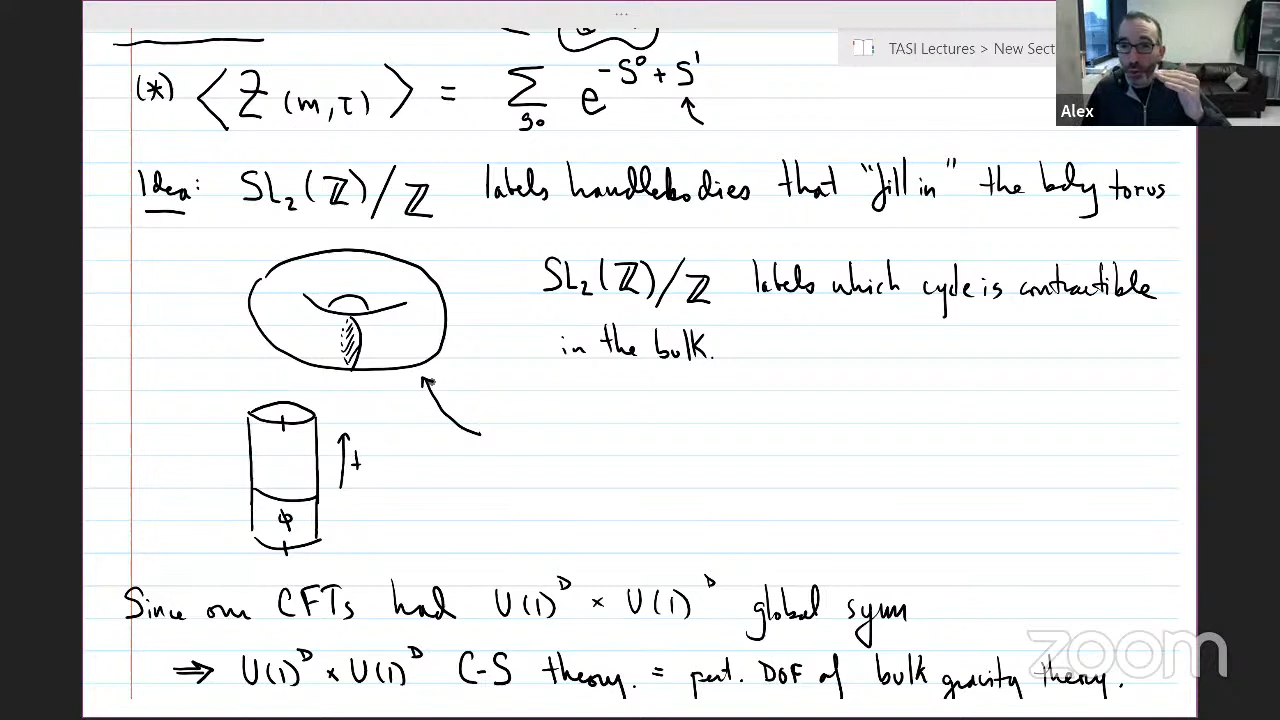 TASI Lectures > New Sect
Alex
(*) ⟨ Z (m,τ) ⟩ = ∑ g₀ e^{-S⁰ + S¹}
Idea: SL₂(ℤ)/ℤ labels handlebodies that "fill in" the bdy torus
SL₂(ℤ)/ℤ labels which cycle is contractible
in the bulk.
t
φ
Since our CFTs had U(1)^D × U(1)^D global symm
⇒ U(1)^D × U(1)^D C-S theory. = pert. DOF of bulk gravity theory.
zoom